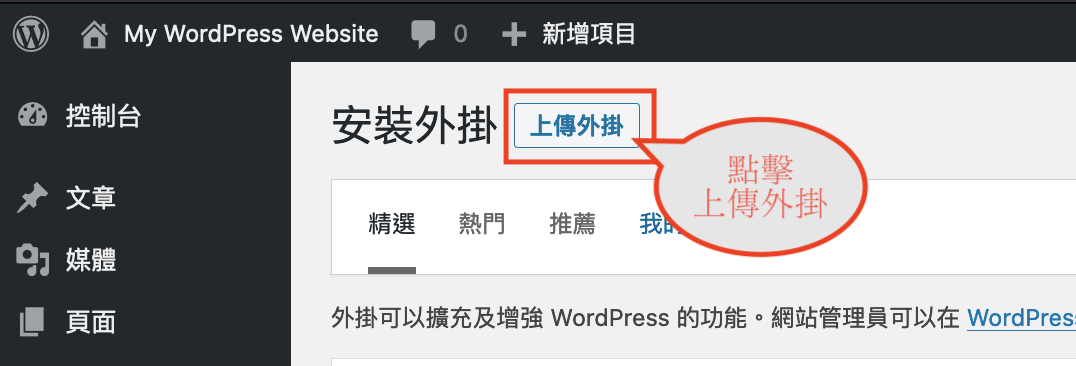 My WordPress Website 0 新增項目
控制台
安裝外掛 上傳外掛
點擊
上傳外掛
文章
精選 熱門 推薦
媒體
頁面
外掛可以擴充及增強 WordPress 的功能。網站管理員可以在 WordPress